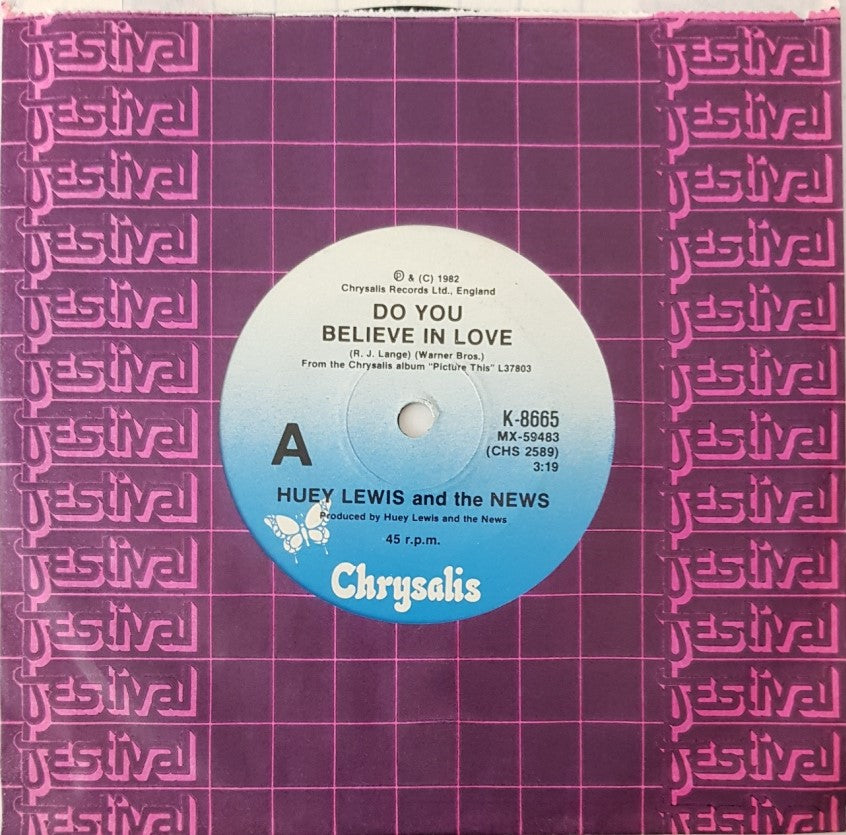 Festival Festival
Festival Festival
Festival Festival
Festival Festival
Festival Festival
Festival Festival
Festival Festival
Festival Festival
Festival Festival
Festival Festival
Festival Festival
Festival Festival
Festival Festival
℗ & (C) 1982
Chrysalis Records Ltd., England
DO YOU
BELIEVE IN LOVE
(R. J. Lange) (Warner Bros.)
From the Chrysalis album "Picture This" L37803
A
K-8665
MX-59483
(CHS 2589)
3:19
HUEY LEWIS and the NEWS
Produced by Huey Lewis and the News
45 r.p.m.
Chrysalis